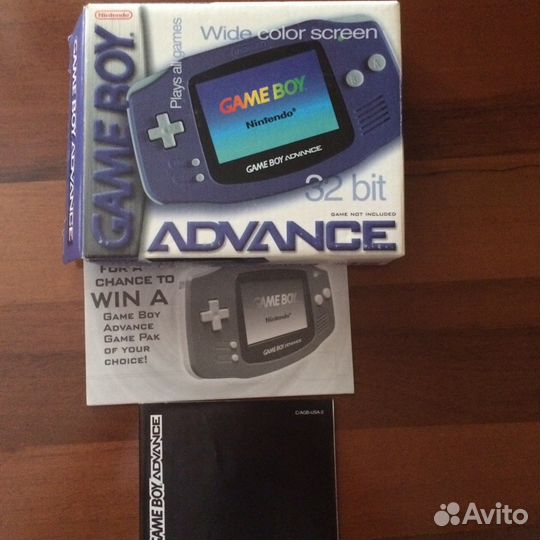 Nintendo
GAME BOY
GAME BOY ADVANCE
Plays all games
Wide color screen
GAME BOY
Nintendo®
GAME BOY ADVANCE
32 bit
GAME NOT INCLUDED
ADVANCE
FOR A
CHANCE TO
WIN A
GAME BOY
ADVANCE
GAME PAK
OF YOUR
CHOICE!
GAME BOY
Nintendo
GAME BOY ADVANCE
C/AGB-USA-2
GAME BOY ADVANCE
Avito